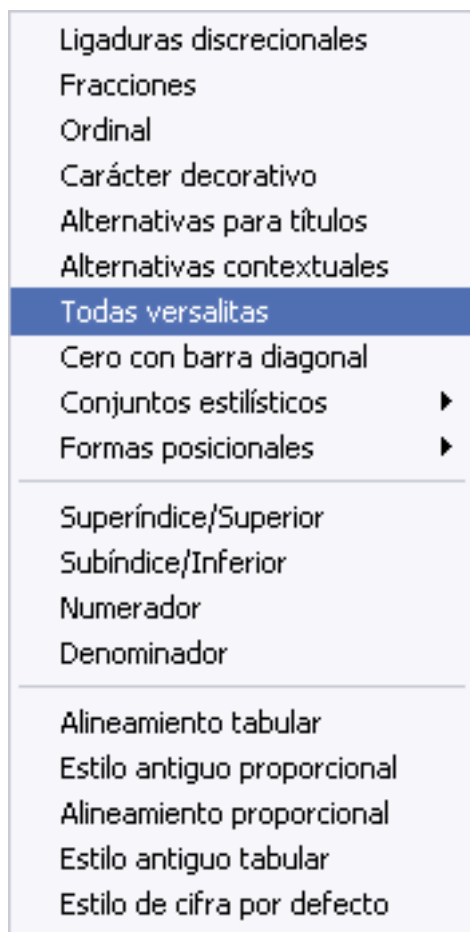 Ligaduras discrecionales
Fracciones
Ordinal
Carácter decorativo
Alternativas para títulos
Alternativas contextuales
Todas versalitas
Cero con barra diagonal
Conjuntos estilísticos
Formas posicionales
Superíndice/Superior
Subíndice/Inferior
Numerador
Denominador
Alineamiento tabular
Estilo antiguo proporcional
Alineamiento proporcional
Estilo antiguo tabular
Estilo de cifra por defecto